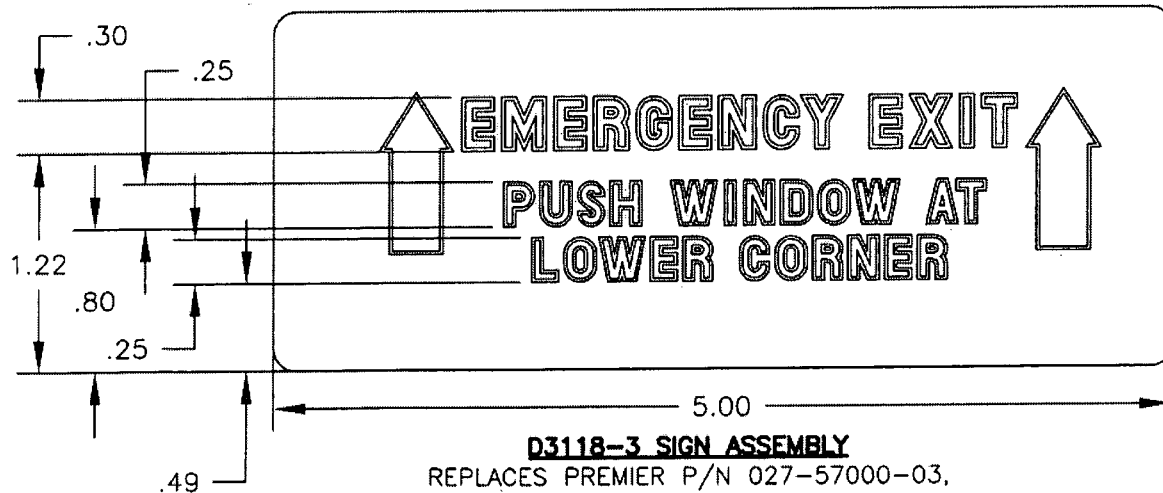 .30
.25
EMERGENCY EXIT
PUSH WINDOW AT
LOWER CORNER
1.22
.80
.25
5.00
.49
D3118-3 SIGN ASSEMBLY
REPLACES PREMIER P/N 027-57000-03,